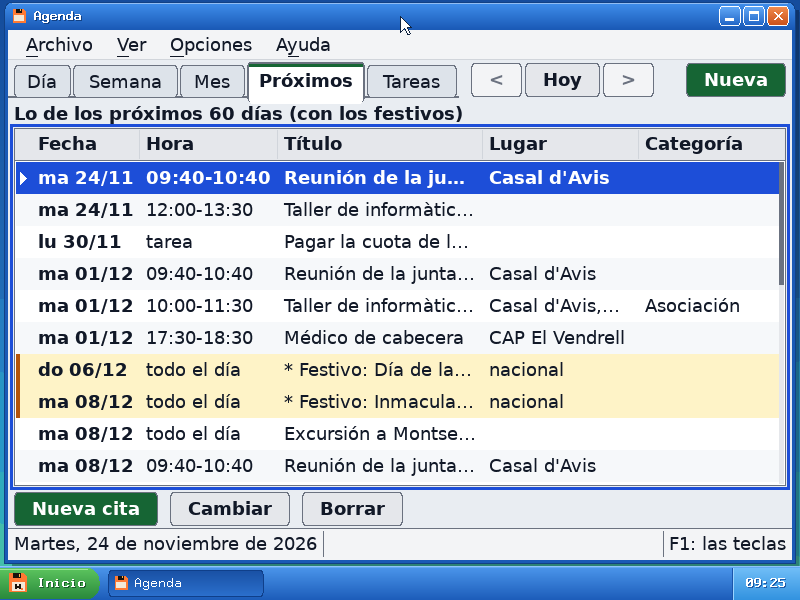 Agenda
Archivo Ver Opciones Ayuda
Día Semana Mes Próximos Tareas < Hoy > Nueva
Lo de los próximos 60 días (con los festivos)
Fecha Hora Título Lugar Categoría
ma 24/11 09:40-10:40 Reunión de la ju... Casal d'Avis
ma 24/11 12:00-13:30 Taller de informàtic...
lu 30/11 tarea Pagar la cuota de l...
ma 01/12 09:40-10:40 Reunión de la junta... Casal d'Avis
ma 01/12 10:00-11:30 Taller de informàtic... Casal d'Avis,... Asociación
ma 01/12 17:30-18:30 Médico de cabecera CAP El Vendrell
do 06/12 todo el día * Festivo: Día de la... nacional
ma 08/12 todo el día * Festivo: Inmacula... nacional
ma 08/12 todo el día Excursión a Montse...
ma 08/12 09:40-10:40 Reunión de la junta... Casal d'Avis
Nueva cita Cambiar Borrar
Martes, 24 de noviembre de 2026 F1: las teclas
Inicio Agenda 09:25